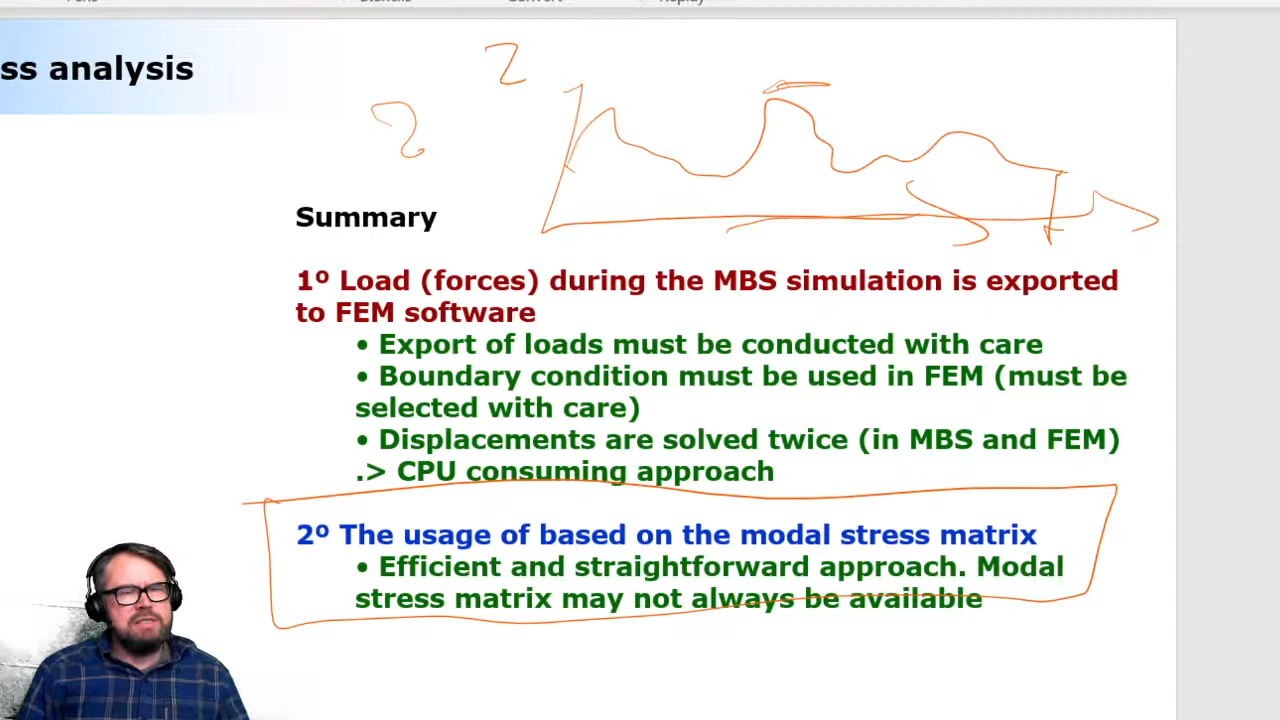 ss analysis
2
2
Summary
1º Load (forces) during the MBS simulation is exported
to FEM software
• Export of loads must be conducted with care
• Boundary condition must be used in FEM (must be
selected with care)
• Displacements are solved twice (in MBS and FEM)
.> CPU consuming approach
2º The usage of based on the modal stress matrix
• Efficient and straightforward approach. Modal
stress matrix may not always be available